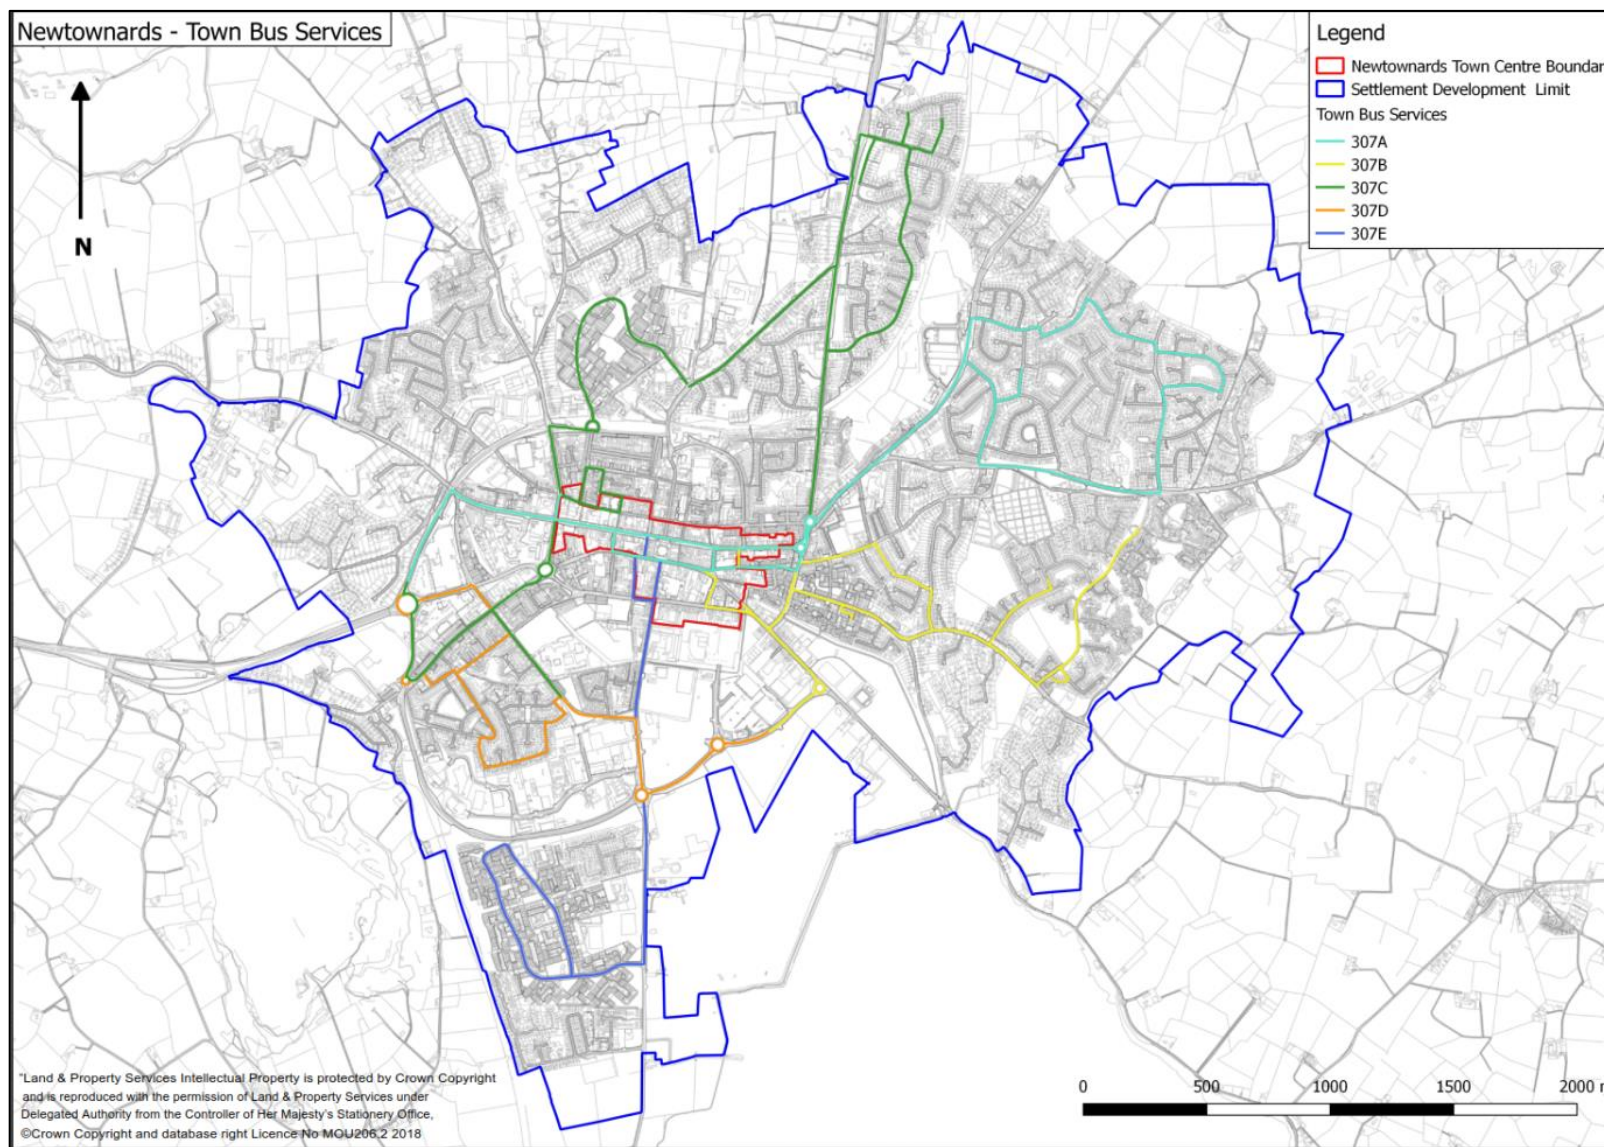 Newtownards - Town Bus Services
N
Legend
Newtownards Town Centre Boundar
Settlement Development Limit
Town Bus Services
307A
307B
307C
307D
307E
"Land & Property Services Intellectual Property is protected by Crown Copyright
and is reproduced with the permission of Land & Property Services under
Delegated Authority from the Controller of Her Majesty's Stationery Office,
©Crown Copyright and database right Licence No MOU206.2 2018
0 500 1000 1500 2000 m